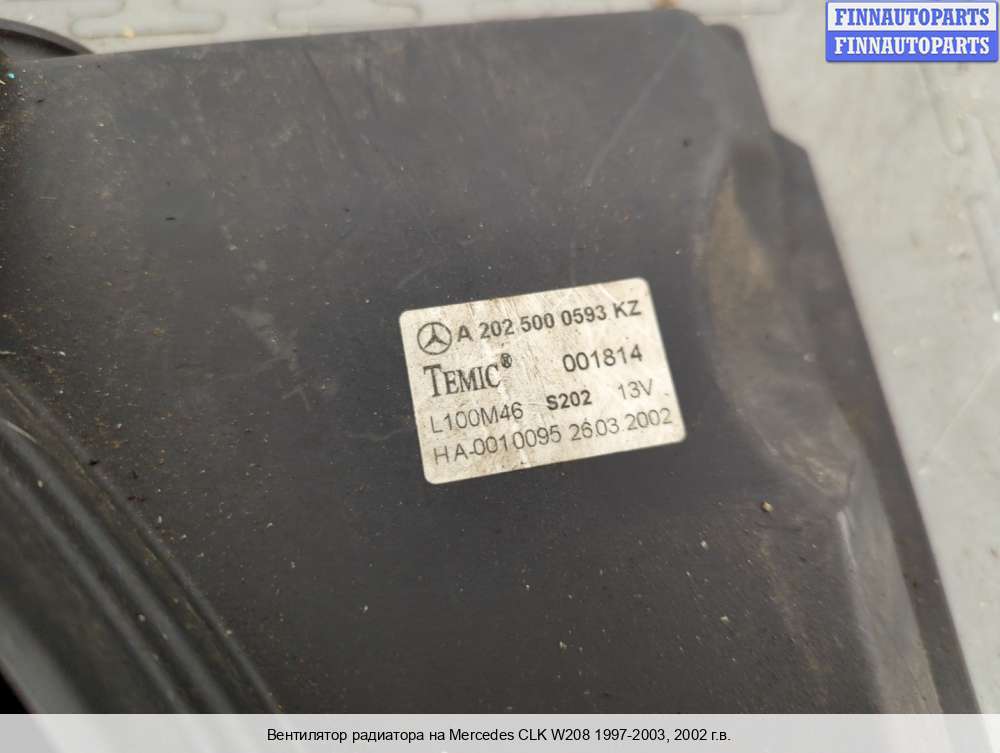 FINNAUTOPARTS
FINNAUTOPARTS
A 202 500 0593 KZ
TEMIC® 001814
L100M46 S202 13V
HA-0010095 26.03.2002
Вентилятор радиатора на Mercedes CLK W208 1997-2003, 2002 г.в.